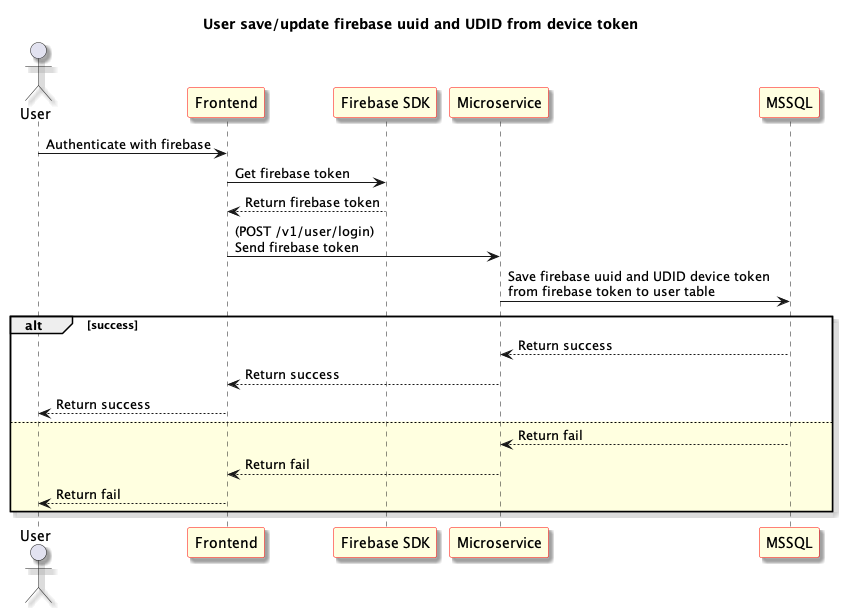 User save/update firebase uuid and UDID from device token
User
Frontend
Firebase SDK
Microservice
MSSQL
Authenticate with firebase
Get firebase token
Return firebase token
(POST /v1/user/login)
Send firebase token
Save firebase uuid and UDID device token
from firebase token to user table
alt
[success]
Return success
Return success
Return success
Return fail
Return fail
Return fail
User
Frontend
Firebase SDK
Microservice
MSSQL